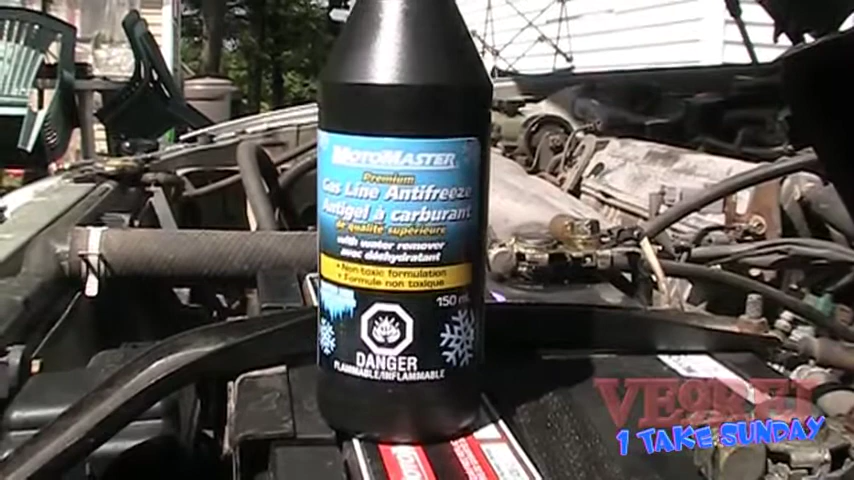 MOTOMASTER
Premium
Gas Line Antifreeze
Antigel à carburant
de qualité supérieure
with water remover
avec déshydratant
• Non-toxic formulation
• Formule non toxique
150 mL
DANGER
FLAMMABLE/INFLAMMABLE
1 TAKE SUNDAY